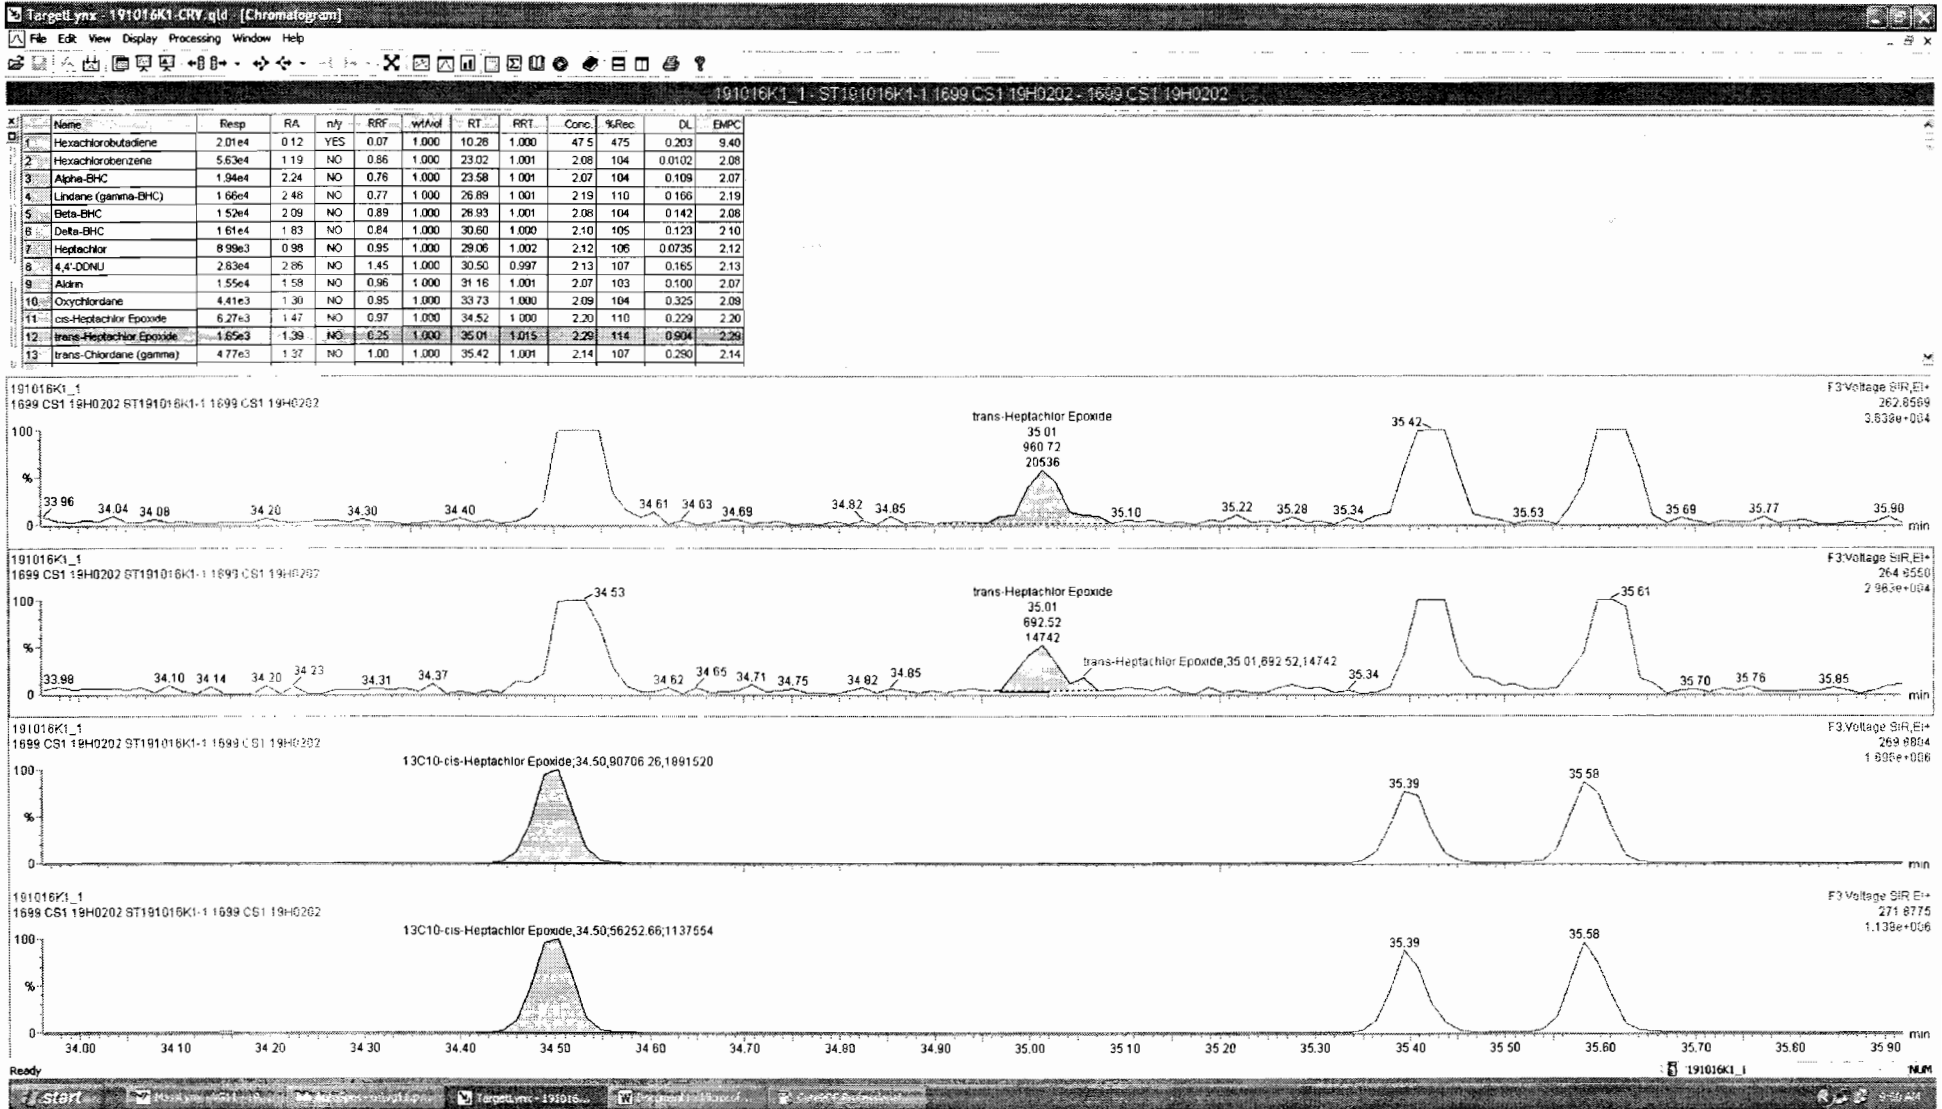 TargetLynx - 191016K1-CRV.qld - [Chromatogram]
File Edit View Display Processing Window Help
191016K1_1 - ST191016K1-1 1699 CS1 19H0202 - 1699 CS1 19H0202
Name Resp RA n/y RRF wt/vol RT RRT Conc. %Rec DL EMPC
1 Hexachlorobutadiene 2.01e4 0.12 YES 0.07 1.000 10.28 1.000 47.5 475 0.203 9.40
2 Hexachlorobenzene 5.63e4 1.19 NO 0.86 1.000 23.02 1.001 2.08 104 0.0102 2.08
3 Alpha-BHC 1.94e4 2.24 NO 0.76 1.000 23.58 1.001 2.07 104 0.109 2.07
4 Lindane (gamma-BHC) 1.66e4 2.48 NO 0.77 1.000 26.89 1.001 2.19 110 0.166 2.19
5 Beta-BHC 1.52e4 2.09 NO 0.89 1.000 26.93 1.001 2.08 104 0.142 2.08
6 Delta-BHC 1.61e4 1.83 NO 0.84 1.000 30.60 1.000 2.10 105 0.123 2.10
7 Heptachlor 8.99e3 0.98 NO 0.95 1.000 29.06 1.002 2.12 106 0.0735 2.12
8 4,4'-DDNU 2.63e4 2.86 NO 1.45 1.000 30.50 0.997 2.13 107 0.165 2.13
9 Aldrin 1.55e4 1.58 NO 0.96 1.000 31.16 1.001 2.07 103 0.100 2.07
10 Oxychlordane 4.41e3 1.30 NO 0.95 1.000 33.73 1.000 2.09 104 0.325 2.09
11 cis-Heptachlor Epoxide 6.27e3 1.47 NO 0.97 1.000 34.52 1.000 2.20 110 0.229 2.20
12 trans-Heptachlor Epoxide 1.65e3 1.39 NO 0.25 1.000 35.01 1.015 2.29 114 0.904 2.29
13 trans-Chlordane (gamma) 4.77e3 1.37 NO 1.00 1.000 35.42 1.001 2.14 107 0.290 2.14
191016K1_1 F3:Voltage SIR,EI+
1699 CS1 19H0202 ST191016K1-1 1699 CS1 19H0202 262.8569
3.639e+004
trans-Heptachlor Epoxide
35.01
960.72
20536
100
%
0
33.96 34.04 34.08 34.20 34.30 34.40 34.61 34.63 34.69 34.82 34.85 35.10 35.22 35.28 35.34 35.42 35.53 35.69 35.77 35.90 min
191016K1_1 F3:Voltage SIR,EI+
1699 CS1 19H0202 ST191016K1-1 1699 CS1 19H0202 264.8550
2.963e+004
trans-Heptachlor Epoxide
35.01
692.52
14742
trans-Heptachlor Epoxide,35.01,692.52,14742
100
%
0
33.98 34.10 34.14 34.20 34.23 34.31 34.37 34.53 34.62 34.65 34.71 34.75 34.82 34.85 35.34 35.61 35.70 35.76 35.85 min
191016K1_1 F3:Voltage SIR,EI+
1699 CS1 19H0202 ST191016K1-1 1699 CS1 19H0202 269.8804
13C10-cis-Heptachlor Epoxide;34.50;90706.26;1891520
100
%
0
35.39 35.58 min
191016K1_1 F3:Voltage SIR,EI+
1699 CS1 19H0202 ST191016K1-1 1699 CS1 19H0202 271.8775
1.138e+006
13C10-cis-Heptachlor Epoxide,34.50;56252.66;1137554
100
%
0
35.39 35.58 min
34.00 34.10 34.20 34.30 34.40 34.50 34.60 34.70 34.80 34.90 35.00 35.10 35.20 35.30 35.40 35.50 35.60 35.70 35.80 35.90
Ready 191016K1_1 NUM
start TargetLynx - 191016...